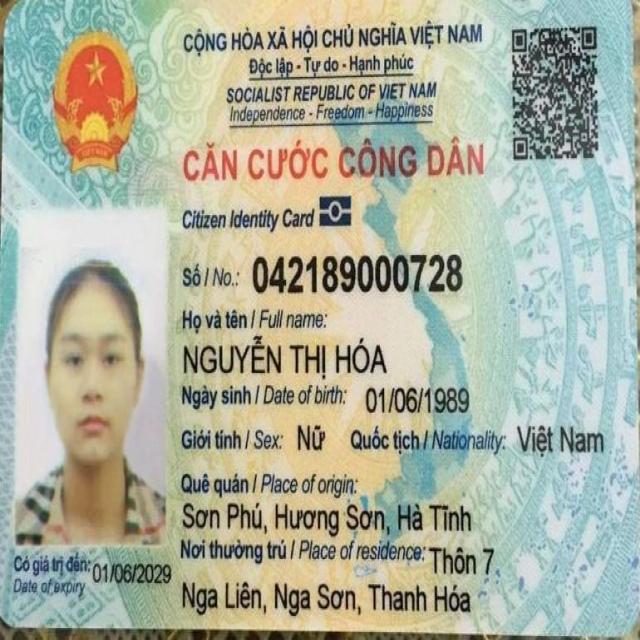 CỘNG HÒA XÃ HỘI CHỦ NGHĨA VIỆT NAM
Độc lập - Tự do - Hạnh phúc
SOCIALIST REPUBLIC OF VIET NAM
Independence - Freedom - Happiness
CĂN CƯỚC CÔNG DÂN
Citizen Identity Card
Số / No.: 042189000728
Họ và tên / Full name:
NGUYỄN THỊ HÓA
Ngày sinh / Date of birth: 01/06/1989
Giới tính / Sex: Nữ Quốc tịch / Nationality: Việt Nam
Quê quán / Place of origin:
Sơn Phú, Hương Sơn, Hà Tĩnh
Nơi thường trú / Place of residence: Thôn 7
Nga Liên, Nga Sơn, Thanh Hóa
Có giá trị đến: 01/06/2029
Date of expiry